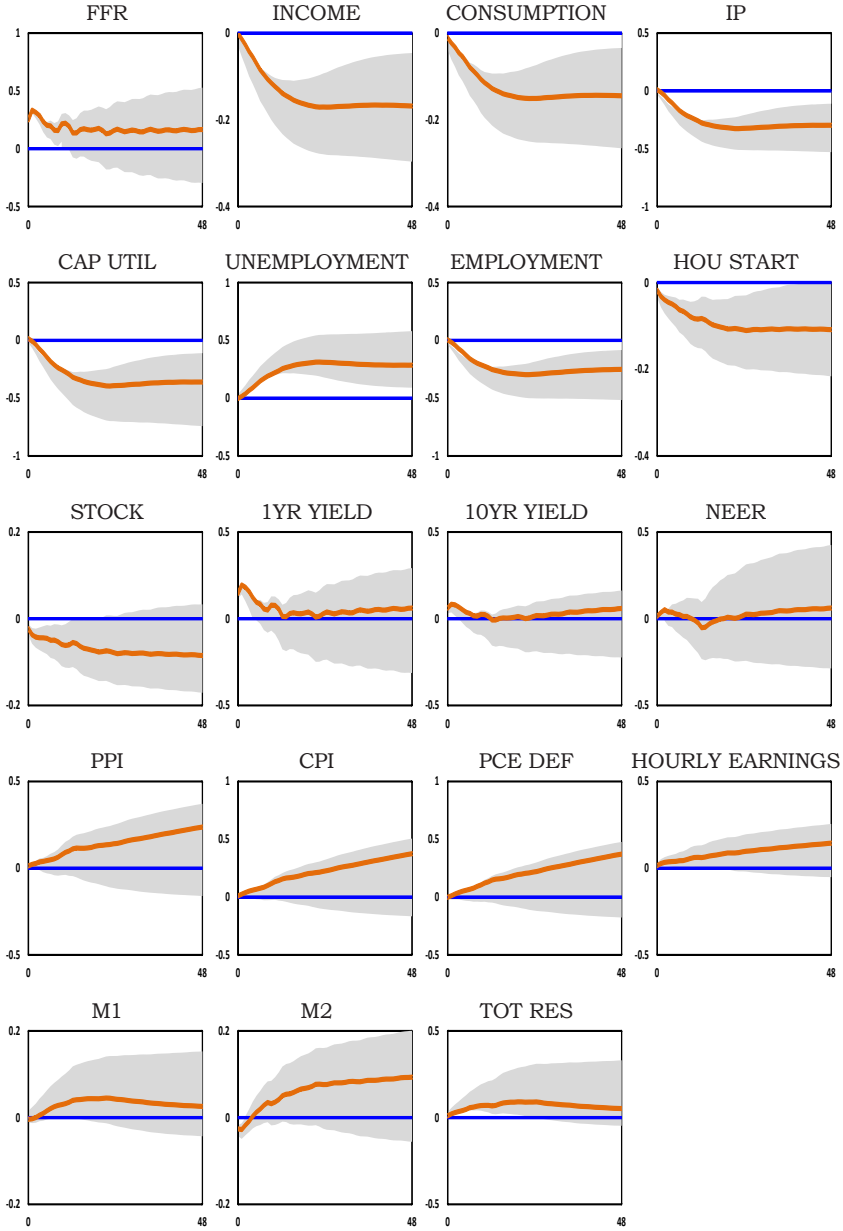 FFR INCOME CONSUMPTION IP
1 0 0 0.5
0.5 0
0 -0.2 -0.2 -0.5
-0.5 -0.4 -0.4 -1
0 48 0 48 0 48 0 48
CAP UTIL UNEMPLOYMENT EMPLOYMENT HOU START
0.5 1 0.5 0
0 0.5 0
-0.5 0 -0.5 -0.2
-1 -0.5 -1 -0.4
0 48 0 48 0 48 0 48
STOCK 1YR YIELD 10YR YIELD NEER
0.2 0.5 0.5 0.5
0 0 0 0
-0.2 -0.5 -0.5 -0.5
0 48 0 48 0 48 0 48
PPI CPI PCE DEF HOURLY EARNINGS
0.5 1 1 0.5
0.5 0.5
0 0 0 0
-0.5 -0.5 -0.5 -0.5
0 48 0 48 0 48 0 48
M1 M2 TOT RES
0.2 0.2 0.5
0 0 0
-0.2 -0.2 -0.5
0 48 0 48 0 48